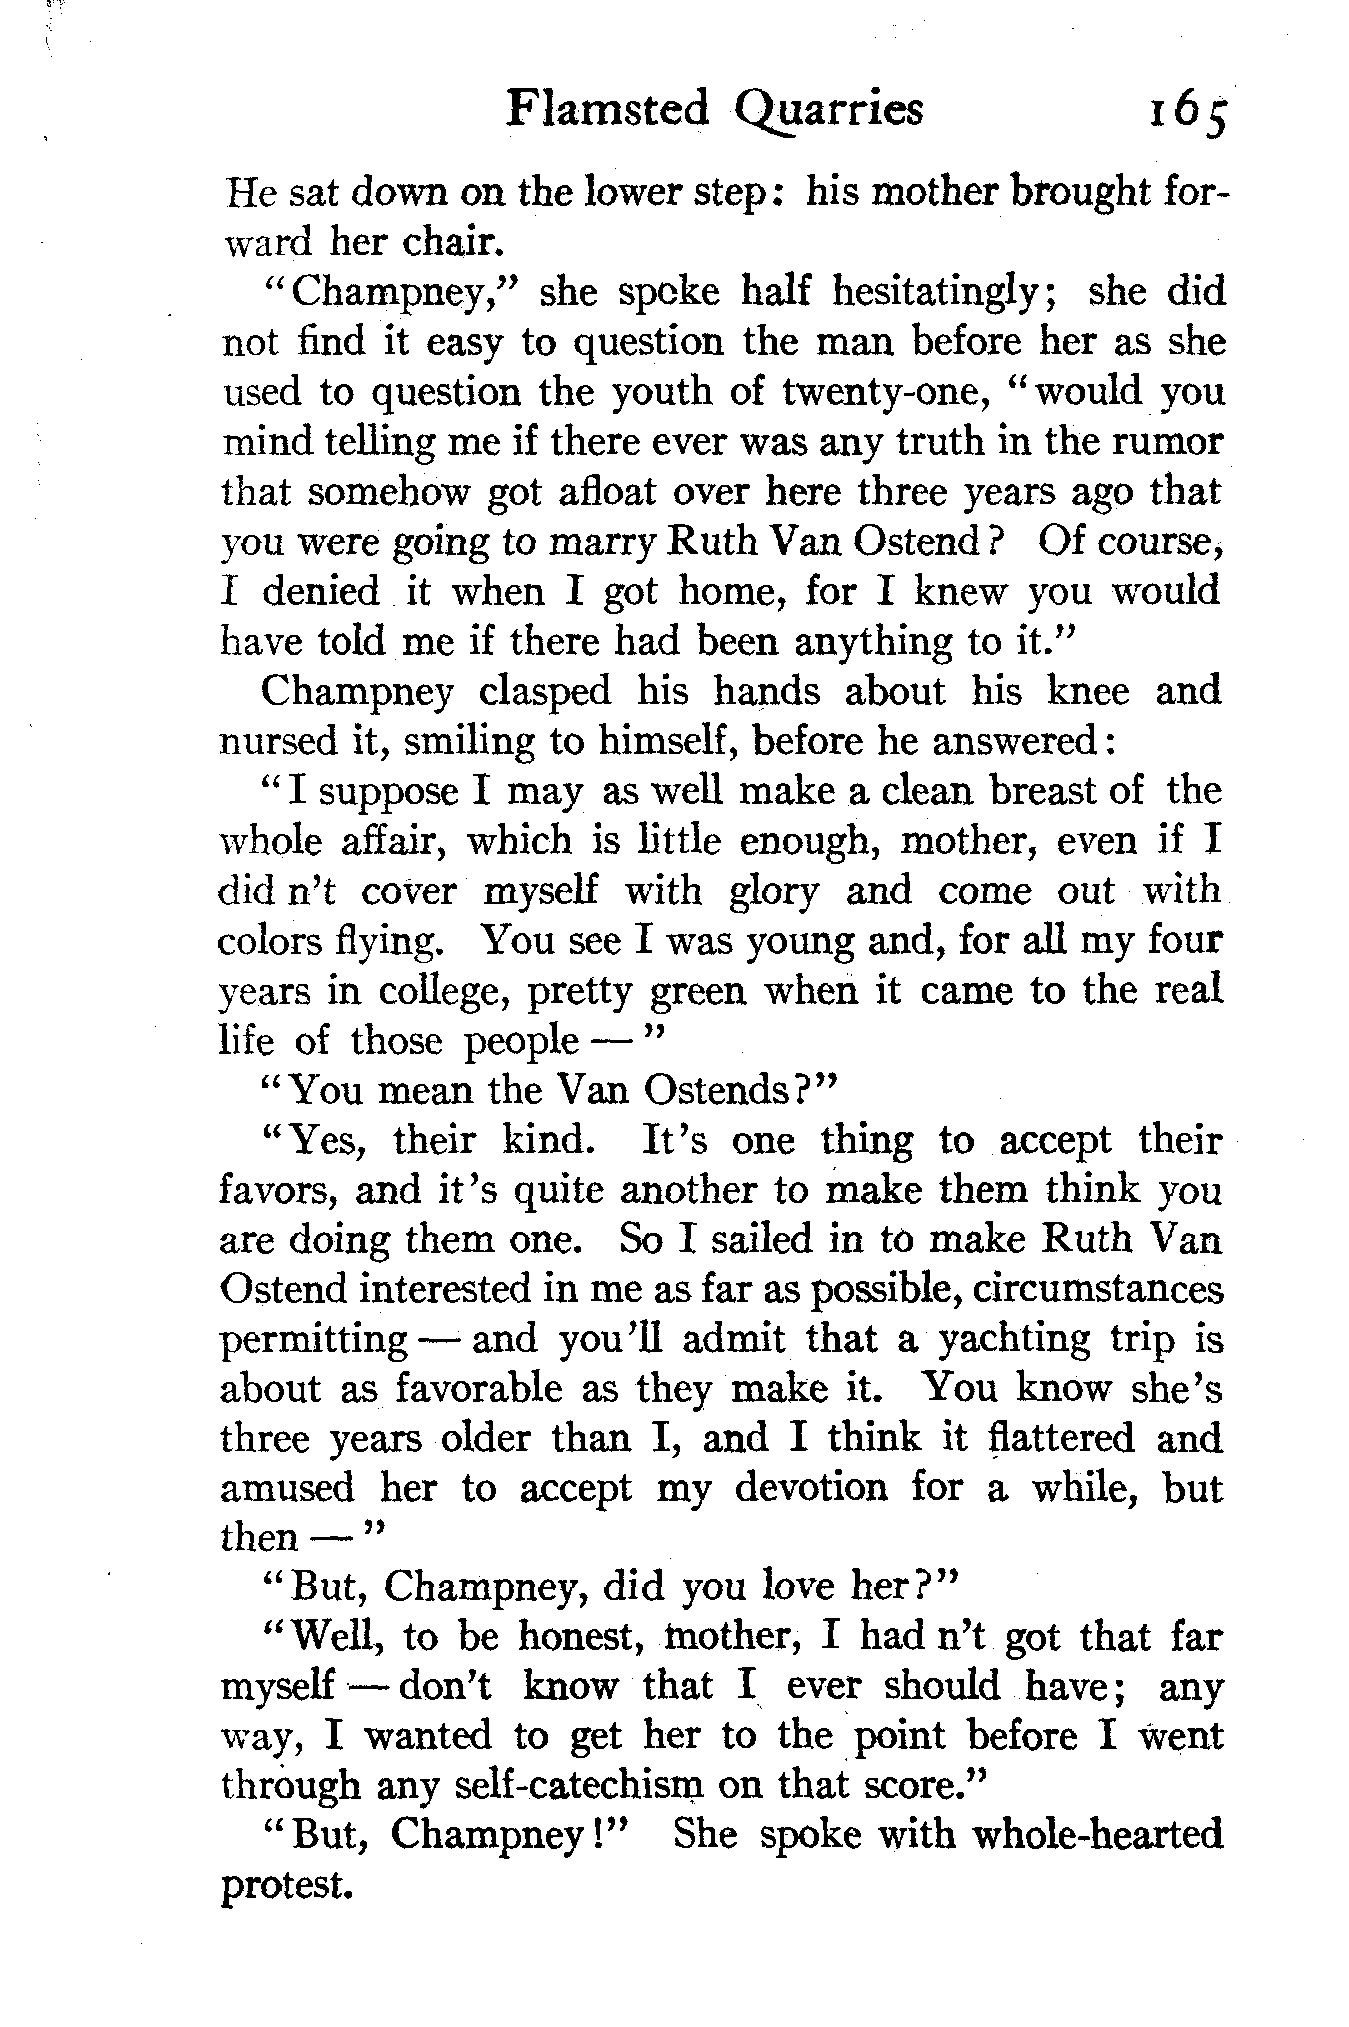 Flamsted Quarries 165
He sat down on the lower step: his mother brought for-
ward her chair.
"Champney," she spoke half hesitatingly; she did
not find it easy to question the man before her as she
used to question the youth of twenty-one, "would you
mind telling me if there ever was any truth in the rumor
that somehow got afloat over here three years ago that
you were going to marry Ruth Van Ostend? Of course,
I denied it when I got home, for I knew you would
have told me if there had been anything to it."
Champney clasped his hands about his knee and
nursed it, smiling to himself, before he answered:
"I suppose I may as well make a clean breast of the
whole affair, which is little enough, mother, even if I
did n't cover myself with glory and come out with
colors flying. You see I was young and, for all my four
years in college, pretty green when it came to the real
life of those people — "
"You mean the Van Ostends?"
"Yes, their kind. It's one thing to accept their
favors, and it's quite another to make them think you
are doing them one. So I sailed in to make Ruth Van
Ostend interested in me as far as possible, circumstances
permitting — and you'll admit that a yachting trip is
about as favorable as they make it. You know she's
three years older than I, and I think it flattered and
amused her to accept my devotion for a while, but
then — "
"But, Champney, did you love her?"
"Well, to be honest, mother, I had n't got that far
myself — don't know that I ever should have; any
way, I wanted to get her to the point before I went
through any self-catechism on that score."
"But, Champney!" She spoke with whole-hearted
protest.